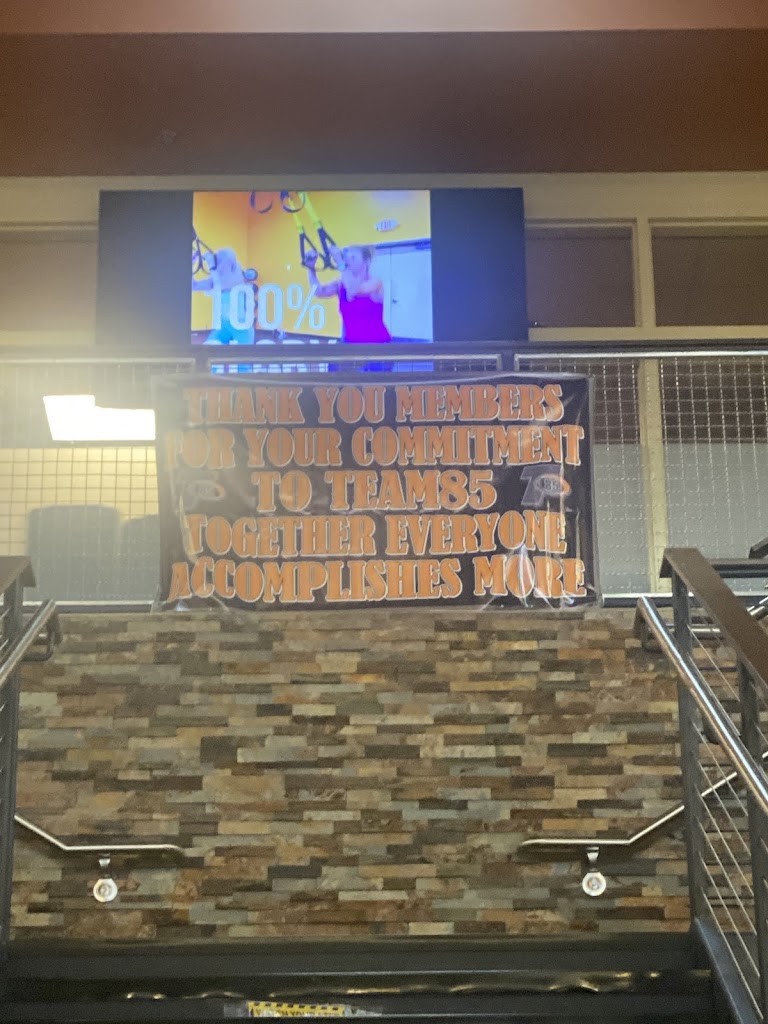 100%
THANK YOU MEMBERS
FOR YOUR COMMITMENT
TO TEAM85
TOGETHER EVERYONE
ACCOMPLISHES MORE